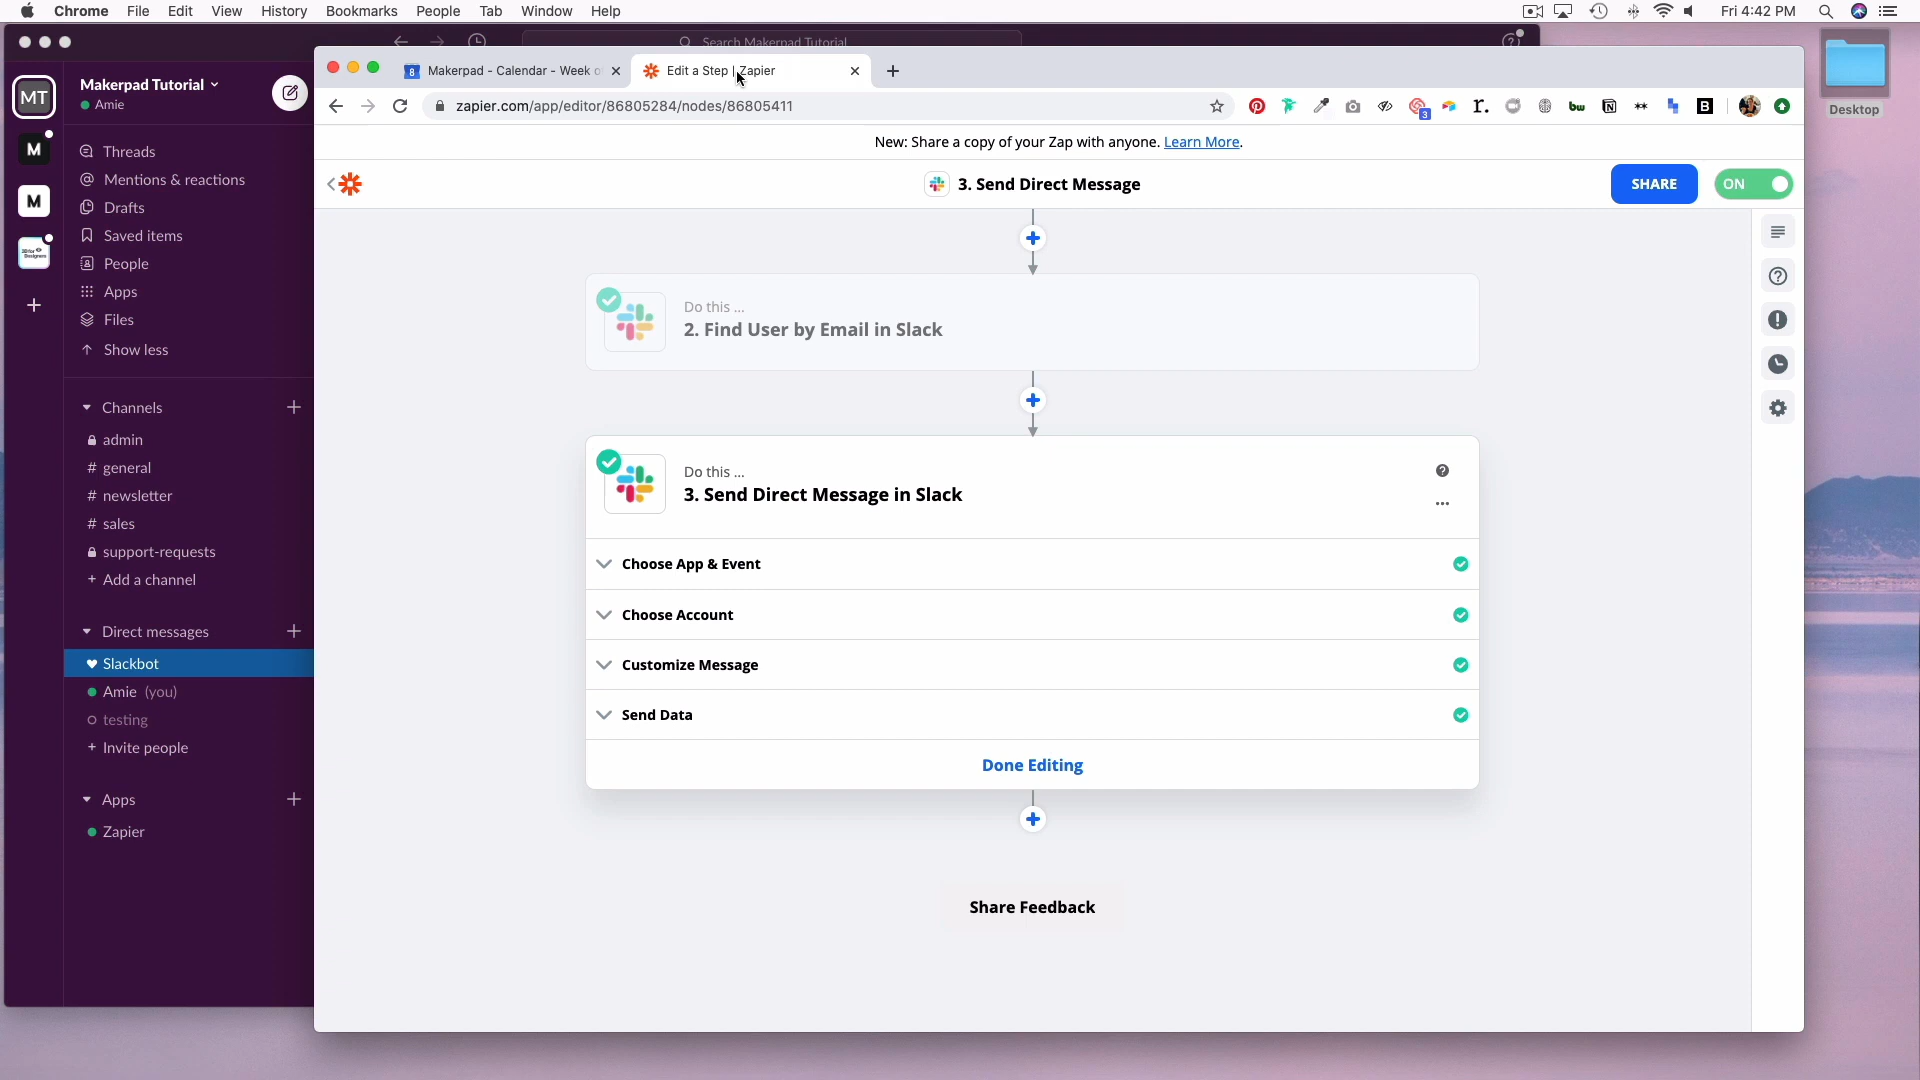 Chrome File Edit View History Bookmarks People Tab Window Help
Fri 4:42 PM
Search Makerpad Tutorial
MT
M
M
Makerpad Tutorial
Amie
Threads
Mentions & reactions
Drafts
Saved items
People
Apps
Files
Show less
Channels
admin
# general
# newsletter
# sales
support-requests
+ Add a channel
Direct messages
Slackbot
Amie (you)
testing
+ Invite people
Apps
Zapier
8 Makerpad - Calendar - Week o
Edit a Step | Zapier
zapier.com/app/editor/86805284/nodes/86805411
3
r.
bw
B
New: Share a copy of your Zap with anyone. Learn More.
3. Send Direct Message
SHARE
ON
Do this ...
2. Find User by Email in Slack
Do this ...
3. Send Direct Message in Slack
Choose App & Event
Choose Account
Customize Message
Send Data
Done Editing
Share Feedback
Desktop